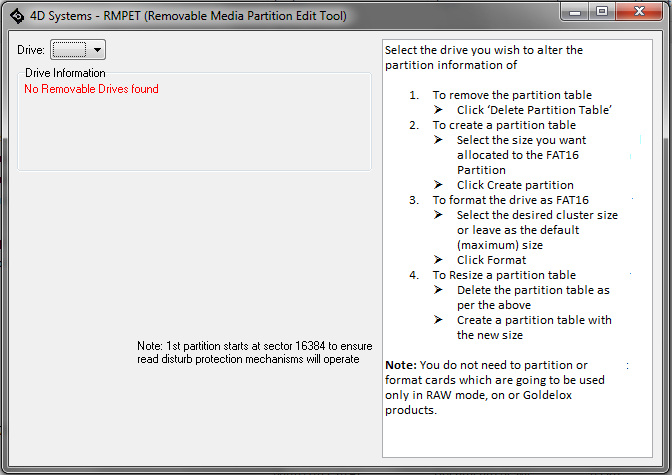 4D Systems - RMPET (Removable Media Partition Edit Tool)
Drive:
Drive Information
No Removable Drives found
Note: 1st partition starts at sector 16384 to ensure
read disturb protection mechanisms will operate
Select the drive you wish to alter the
partition information of
1. To remove the partition table
➤ Click ‘Delete Partition Table’
2. To create a partition table
➤ Select the size you want
allocated to the FAT16
Partition
➤ Click Create partition
3. To format the drive as FAT16
➤ Select the desired cluster size
or leave as the default
(maximum) size
➤ Click Format
4. To Resize a partition table
➤ Delete the partition table as
per the above
➤ Create a partition table with
the new size
Note: You do not need to partition or
format cards which are going to be used
only in RAW mode, on or Goldelox
products.